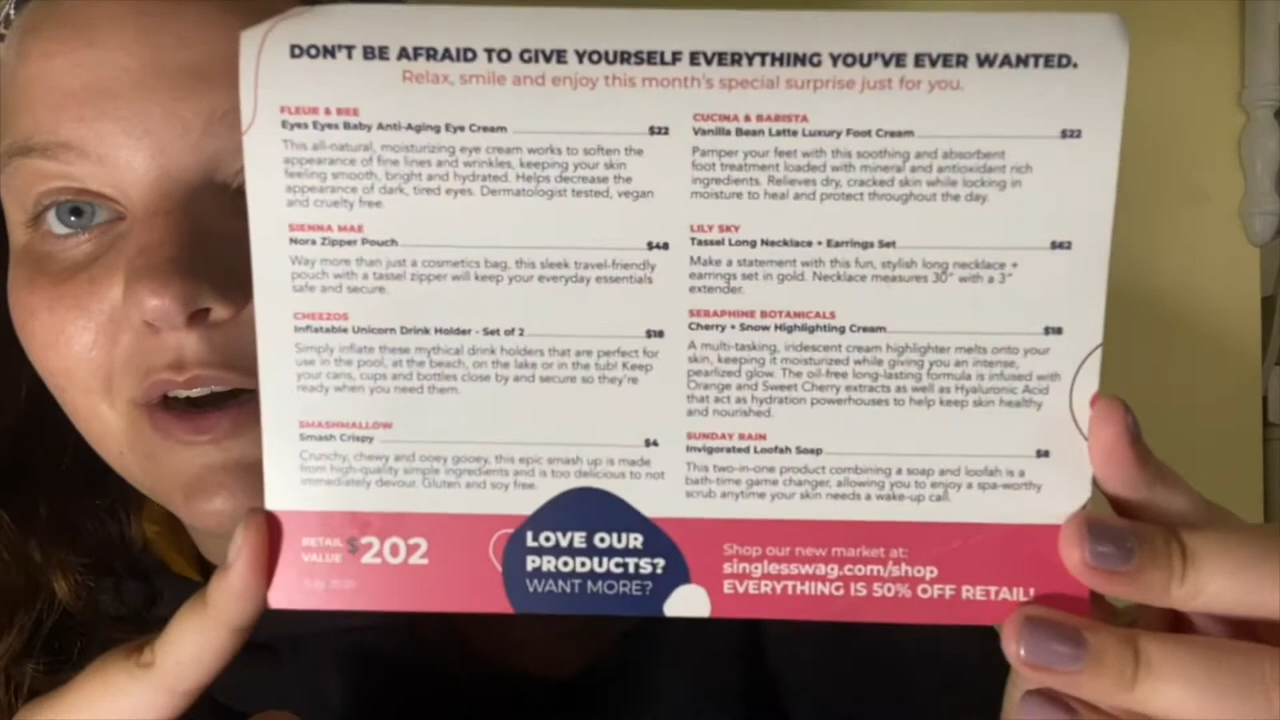 DON'T BE AFRAID TO GIVE YOURSELF EVERYTHING YOU'VE EVER WANTED.
Relax, smile and enjoy this month's special surprise just for you.
FLEUR & BEE
Eyes Eyes Baby Anti-Aging Eye Cream $22
This all-natural, moisturizing eye cream works to soften the
appearance of fine lines and wrinkles, keeping your skin
feeling smooth, bright and hydrated. Helps decrease the
appearance of dark, tired eyes. Dermatologist tested, vegan
and cruelty free.
SIENNA MAE
Nora Zipper Pouch $48
Way more than just a cosmetics bag, this sleek travel-friendly
pouch with a tassel zipper will keep your everyday essentials
safe and secure.
CHEEZOS
Inflatable Unicorn Drink Holder - Set of 2 $18
Simply inflate these mythical drink holders that are perfect for
use in the pool, at the beach, on the lake or in the tub! Keep
your cans, cups and bottles close by and secure so they're
ready when you need them.
SMASHMALLOW
Smash Crispy $4
Crunchy, chewy and ooey gooey, this epic smash up is made
from high-quality simple ingredients and is too delicious to not
immediately devour. Gluten and soy free.
CUCINA & BARISTA
Vanilla Bean Latte Luxury Foot Cream $22
Pamper your feet with this soothing and absorbent
foot treatment loaded with mineral and antioxidant rich
ingredients. Relieves dry, cracked skin while locking in
moisture to heal and protect throughout the day.
LILY SKY
Tassel Long Necklace + Earrings Set $62
Make a statement with this fun, stylish long necklace +
earrings set in gold. Necklace measures 30" with a 3"
extender.
SERAPHINE BOTANICALS
Cherry + Snow Highlighting Cream $18
A multi-tasking, iridescent cream highlighter melts onto your
skin, keeping it moisturized while giving you an intense,
pearlized glow. The oil-free long-lasting formula is infused with
Orange and Sweet Cherry extracts as well as Hyaluronic Acid
that act as hydration powerhouses to help keep skin healthy
and nourished.
SUNDAY RAIN
Invigorated Loofah Soap $8
This two-in-one product combining a soap and loofah is a
bath-time game changer, allowing you to enjoy a spa-worthy
scrub anytime your skin needs a wake-up call.
RETAIL
VALUE $202
LOVE OUR
PRODUCTS?
WANT MORE?
Shop our new market at:
singlesswag.com/shop
EVERYTHING IS 50% OFF RETAIL!